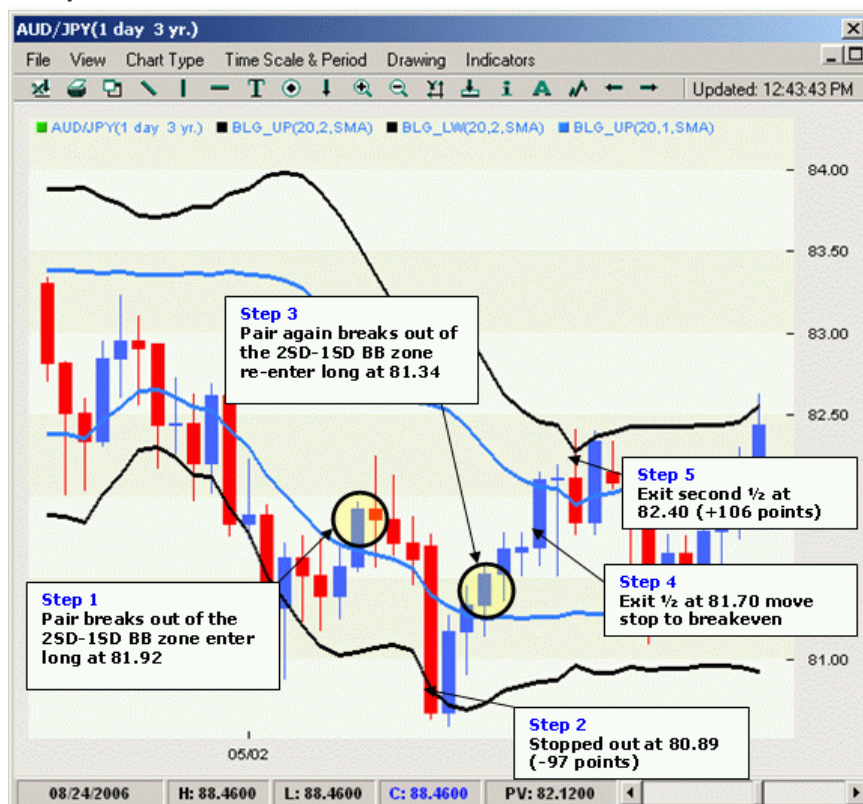 AUD/JPY(1 day 3 yr.)
File View Chart Type Time Scale & Period Drawing Indicators
Updated: 12:43:43 PM
AUD/JPY(1 day 3 yr.) BLG_UP(20,2,SMA) BLG_LW(20,2,SMA) BLG_UP(20,1,SMA)
84.00
83.50
83.00
82.50
81.00
Step 3
Pair again breaks out of
the 2SD-1SD BB zone
re-enter long at 81.34
Step 5
Exit second ½ at
82.40 (+106 points)
Step 1
Pair breaks out of the
2SD-1SD BB zone enter
long at 81.92
Step 4
Exit ½ at 81.70 move
stop to breakeven
Step 2
Stopped out at 80.89
(-97 points)
05/02
08/24/2006 H: 88.4600 L: 88.4600 C: 88.4600 PV: 82.1200